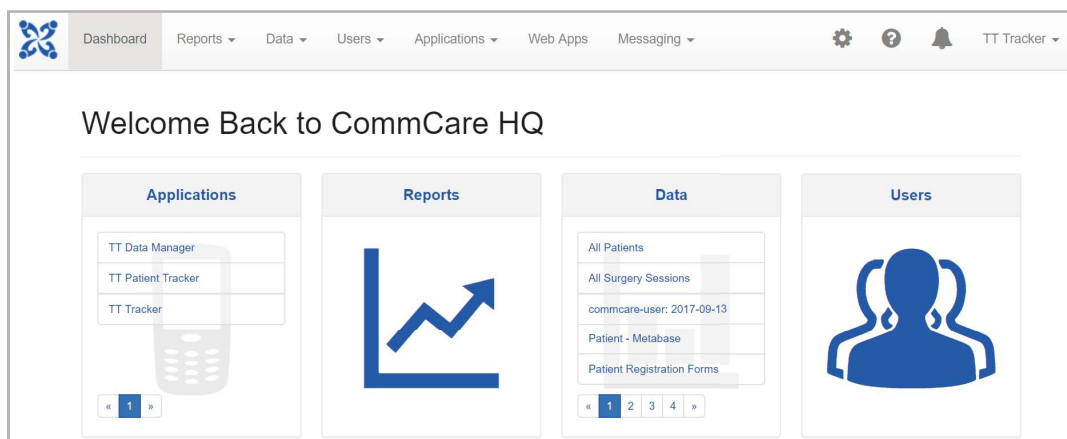 Dashboard Reports Data Users Applications Web Apps Messaging TT Tracker
Welcome Back to CommCare HQ
Applications
TT Data Manager
TT Patient Tracker
TT Tracker
« 1 »
Reports
Data
All Patients
All Surgery Sessions
commcare-user: 2017-09-13
Patient - Metabase
Patient Registration Forms
« 1 2 3 4 »
Users